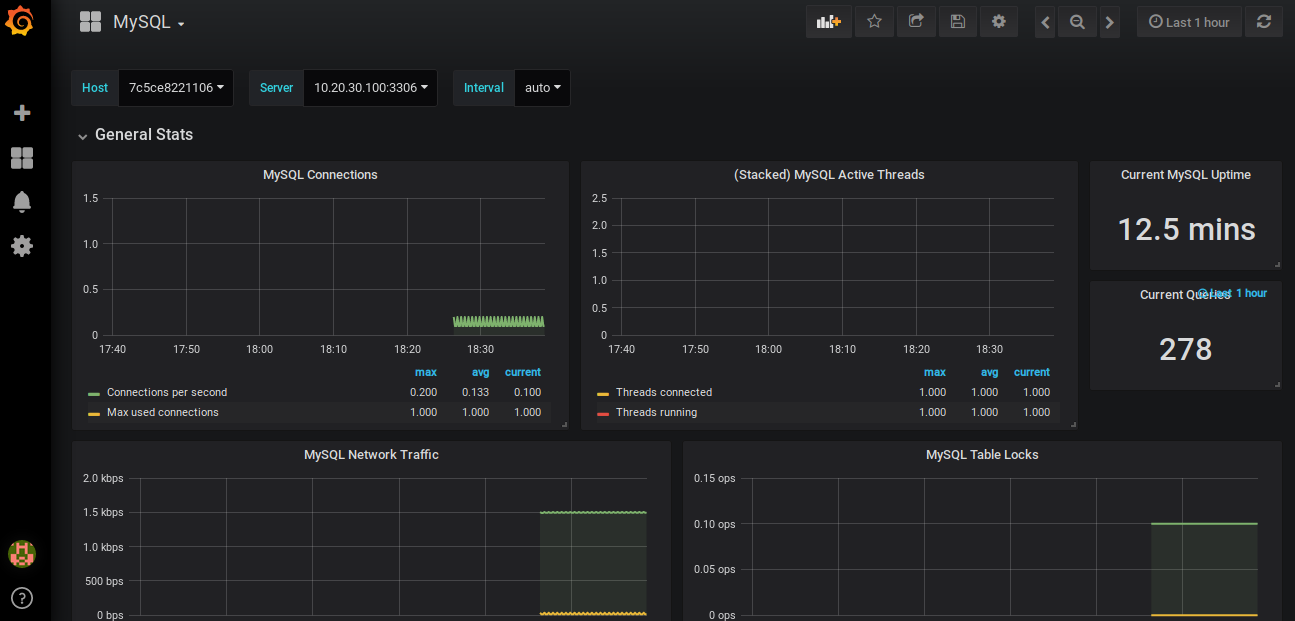 MySQL
Last 1 hour
Host 7c5ce8221106 Server 10.20.30.100:3306 Interval auto
General Stats
MySQL Connections
1.5
1.0
0.5
0
17:40 17:50 18:00 18:10 18:20 18:30
max avg current
Connections per second 0.200 0.133 0.100
Max used connections 1.000 1.000 1.000
(Stacked) MySQL Active Threads
2.5
2.0
1.5
1.0
0.5
0
17:40 17:50 18:00 18:10 18:20 18:30
max avg current
Threads connected 1.000 1.000 1.000
Threads running 1.000 1.000 1.000
Current MySQL Uptime
12.5 mins
Current Queries Last 1 hour
278
MySQL Network Traffic
2.0 kbps
1.5 kbps
1.0 kbps
500 bps
0 bps
MySQL Table Locks
0.15 ops
0.10 ops
0.05 ops
0 ops
?